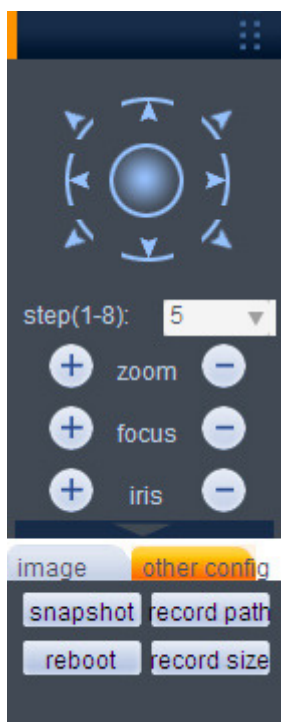 step(1-8): 5
+ zoom −
+ focus −
+ iris −
image other config
snapshot record path
reboot record size